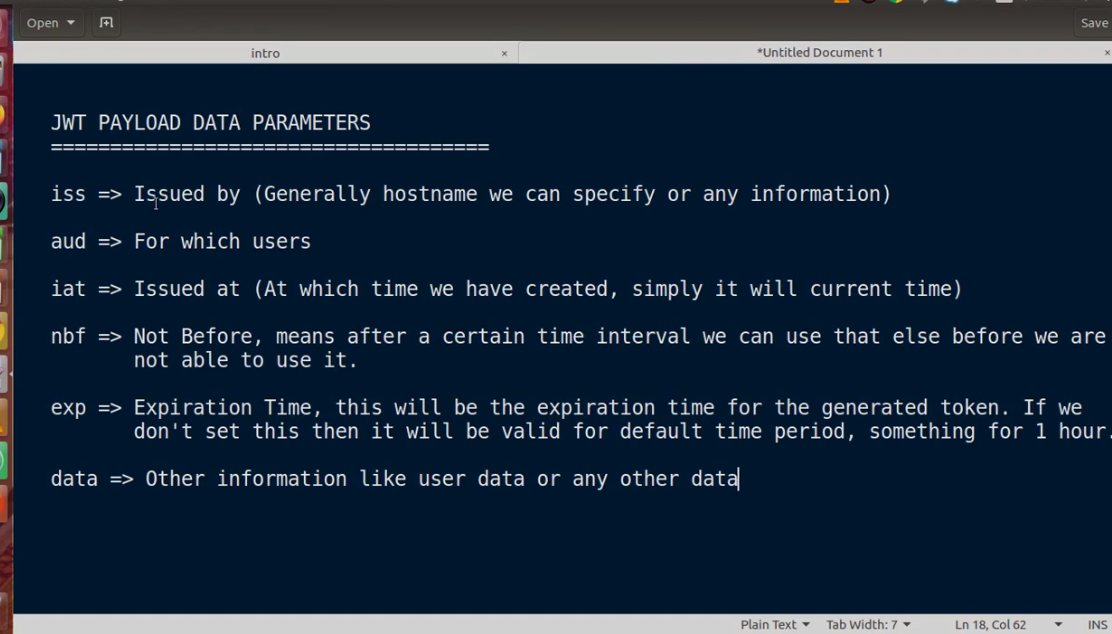 Open
Save
intro
*Untitled Document 1
JWT PAYLOAD DATA PARAMETERS
=====================================
iss => Issued by (Generally hostname we can specify or any information)
aud => For which users
iat => Issued at (At which time we have created, simply it will current time)
nbf => Not Before, means after a certain time interval we can use that else before we are
not able to use it.
exp => Expiration Time, this will be the expiration time for the generated token. If we
don't set this then it will be valid for default time period, something for 1 hour.
data => Other information like user data or any other data
Plain Text
Tab Width: 7
Ln 18, Col 62
INS